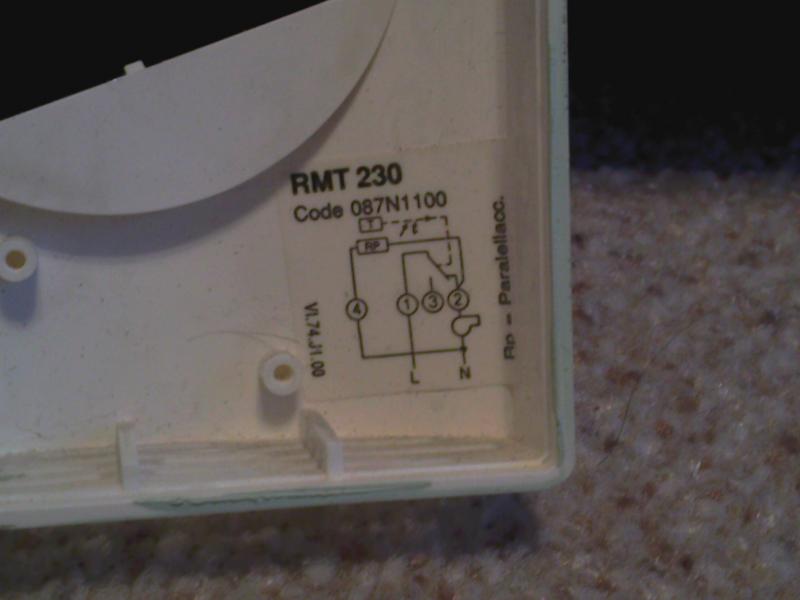 RMT 230
Code 087N1100
T
RP
4
1
3
2
L
N
VI.74.J1.00
Rp - Paralellacc.